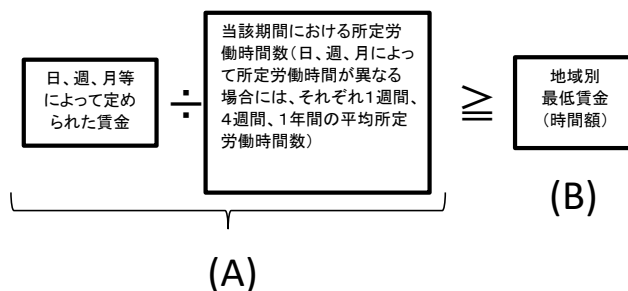 日、週、月等
によって定め
られた賃金
÷
当該期間における所定労
働時間数(日、週、月によっ
て所定労働時間が異なる
場合には、それぞれ1週間、
4週間、1年間の平均所定
労働時間数)
≧
地域別
最低賃金
(時間額)
(A)
(B)